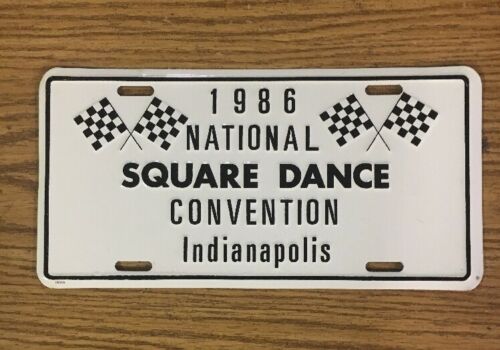 1986
NATIONAL
SQUARE DANCE
CONVENTION
Indianapolis